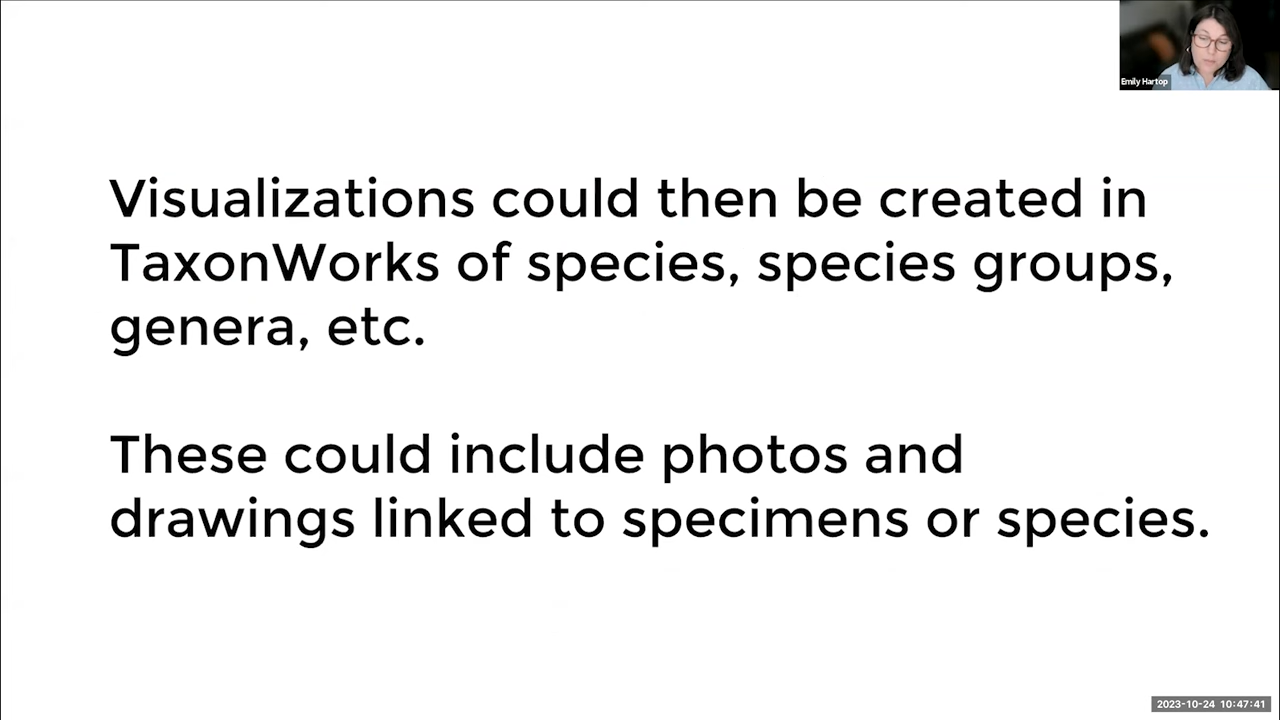 Emily Hartop
Visualizations could then be created in
TaxonWorks of species, species groups,
genera, etc.
These could include photos and
drawings linked to specimens or species.
2023-10-24 10:47:41